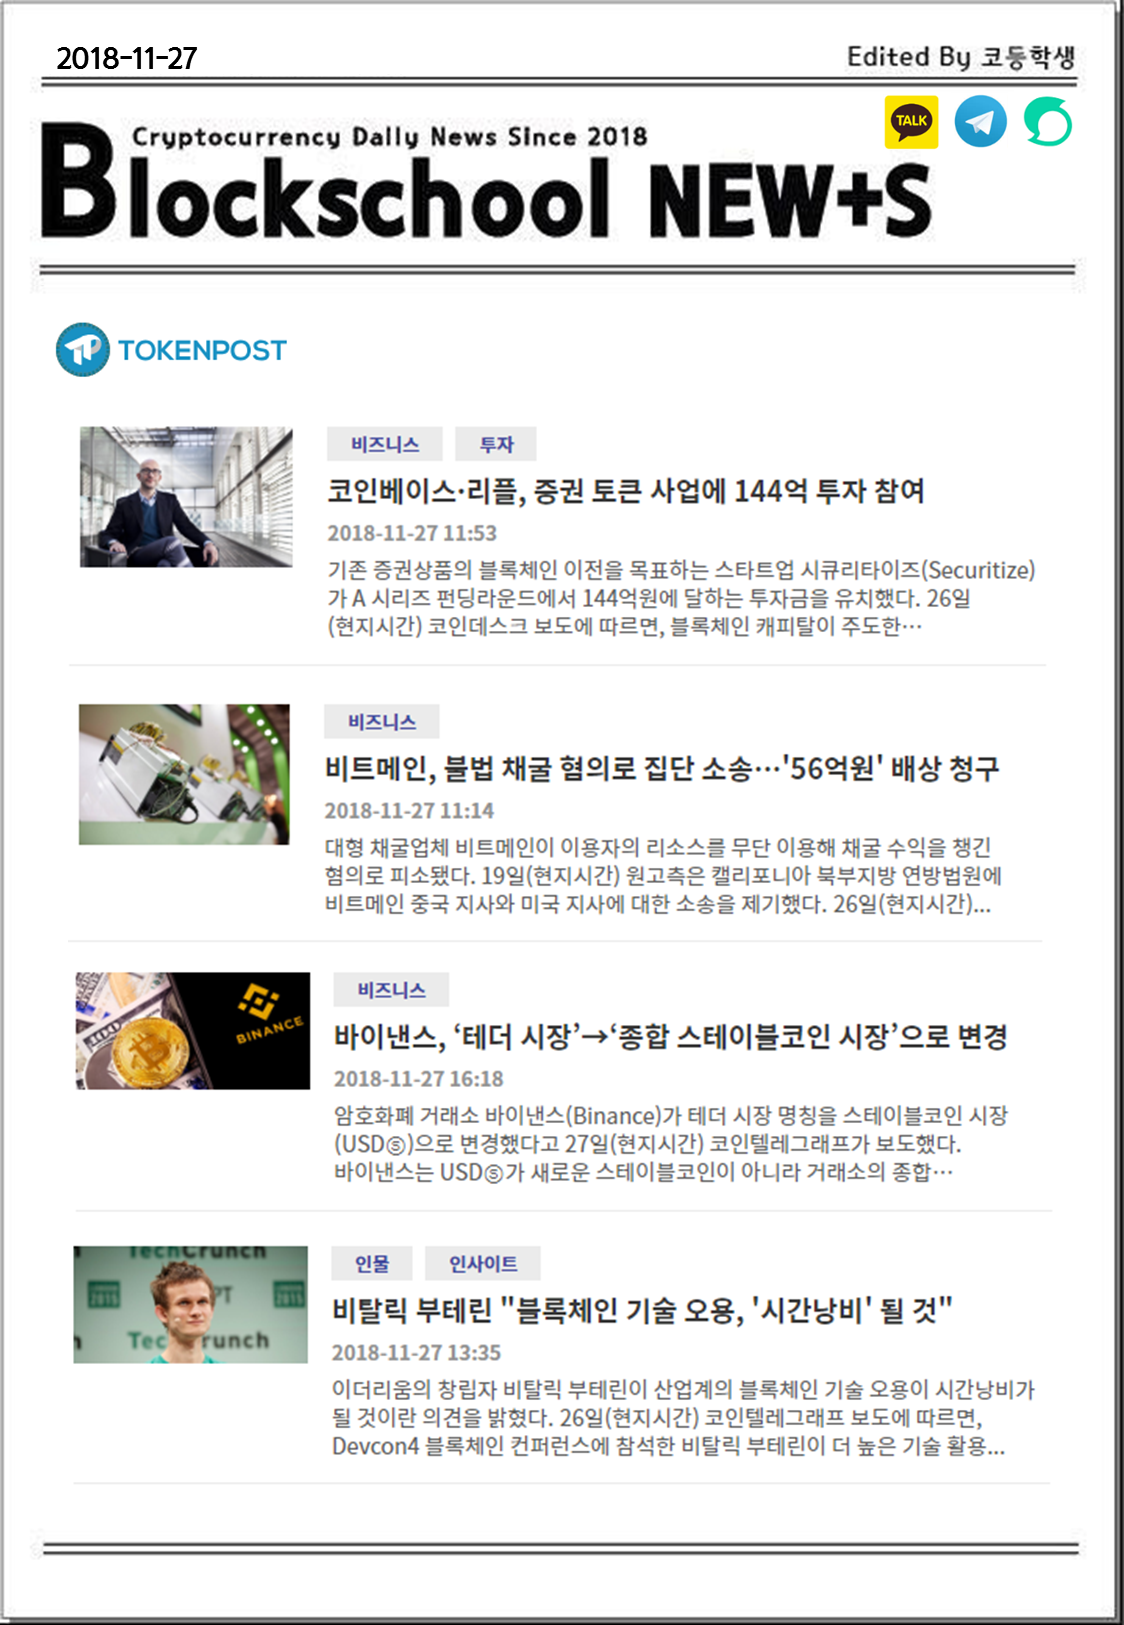 2018-11-27
Edited By 코등학생
TALK
Cryptocurrency Daily News Since 2018
Blockschool NEW+S
TOKENPOST
비즈니스 투자
코인베이스·리플, 증권 토큰 사업에 144억 투자 참여
2018-11-27 11:53
기존 증권상품의 블록체인 이전을 목표하는 스타트업 시큐리타이즈(Securitize)
가 A 시리즈 펀딩라운드에서 144억원에 달하는 투자금을 유치했다. 26일
(현지시간) 코인데스크 보도에 따르면, 블록체인 캐피탈이 주도한…
비즈니스
비트메인, 불법 채굴 혐의로 집단 소송…'56억원' 배상 청구
2018-11-27 11:14
대형 채굴업체 비트메인이 이용자의 리소스를 무단 이용해 채굴 수익을 챙긴
혐의로 피소됐다. 19일(현지시간) 원고측은 캘리포니아 북부지방 연방법원에
비트메인 중국 지사와 미국 지사에 대한 소송을 제기했다. 26일(현지시간)...
BINANCE
비즈니스
바이낸스, ‘테더 시장’→‘종합 스테이블코인 시장’으로 변경
2018-11-27 16:18
암호화폐 거래소 바이낸스(Binance)가 테더 시장 명칭을 스테이블코인 시장
(USDⓢ)으로 변경했다고 27일(현지시간) 코인텔레그래프가 보도했다.
바이낸스는 USDⓢ가 새로운 스테이블코인이 아니라 거래소의 종합…
TechCrunch
2015
2015
인물 인사이트
비탈릭 부테린 "블록체인 기술 오용, '시간낭비' 될 것"
2018-11-27 13:35
이더리움의 창립자 비탈릭 부테린이 산업계의 블록체인 기술 오용이 시간낭비가
될 것이란 의견을 밝혔다. 26일(현지시간) 코인텔레그래프 보도에 따르면,
Devcon4 블록체인 컨퍼런스에 참석한 비탈릭 부테린이 더 높은 기술 활용...